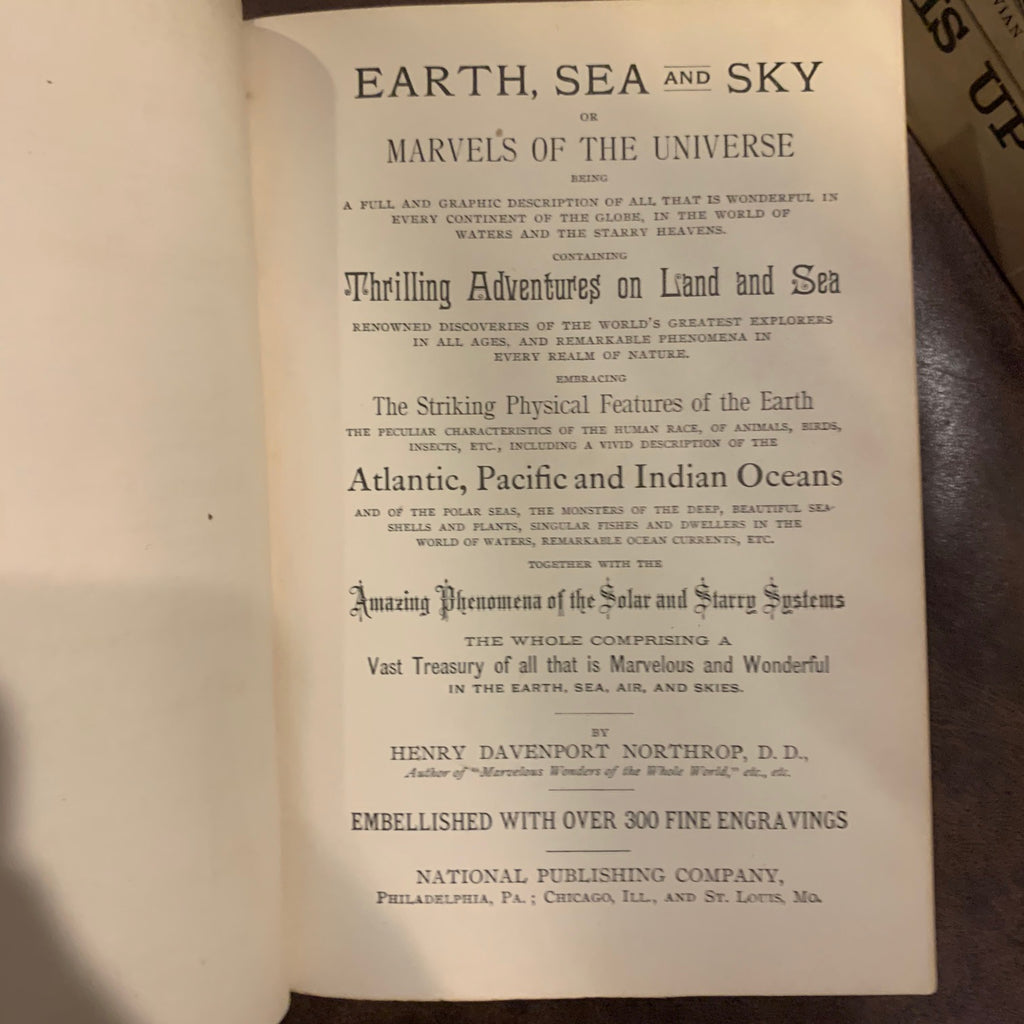 EARTH, SEA AND SKY
OR
MARVELS OF THE UNIVERSE
BEING
A FULL AND GRAPHIC DESCRIPTION OF ALL THAT IS WONDERFUL IN
EVERY CONTINENT OF THE GLOBE, IN THE WORLD OF
WATERS AND THE STARRY HEAVENS.
CONTAINING
Thrilling Adventures on Land and Sea
RENOWNED DISCOVERIES OF THE WORLD'S GREATEST EXPLORERS
IN ALL AGES, AND REMARKABLE PHENOMENA IN
EVERY REALM OF NATURE.
EMBRACING
The Striking Physical Features of the Earth
THE PECULIAR CHARACTERISTICS OF THE HUMAN RACE, OF ANIMALS, BIRDS,
INSECTS, ETC., INCLUDING A VIVID DESCRIPTION OF THE
Atlantic, Pacific and Indian Oceans
AND OF THE POLAR SEAS, THE MONSTERS OF THE DEEP, BEAUTIFUL SEA-
SHELLS AND PLANTS, SINGULAR FISHES AND DWELLERS IN THE
WORLD OF WATERS, REMARKABLE OCEAN CURRENTS, ETC.
TOGETHER WITH THE
Amazing Phenomena of the Solar and Starry Systems
THE WHOLE COMPRISING A
Vast Treasury of all that is Marvelous and Wonderful
IN THE EARTH, SEA, AIR, AND SKIES.
BY
HENRY DAVENPORT NORTHROP, D. D.,
Author of "Marvelous Wonders of the Whole World," etc., etc.
EMBELLISHED WITH OVER 300 FINE ENGRAVINGS
NATIONAL PUBLISHING COMPANY,
PHILADELPHIA, PA.; CHICAGO, ILL., AND ST. LOUIS, MO.
UP